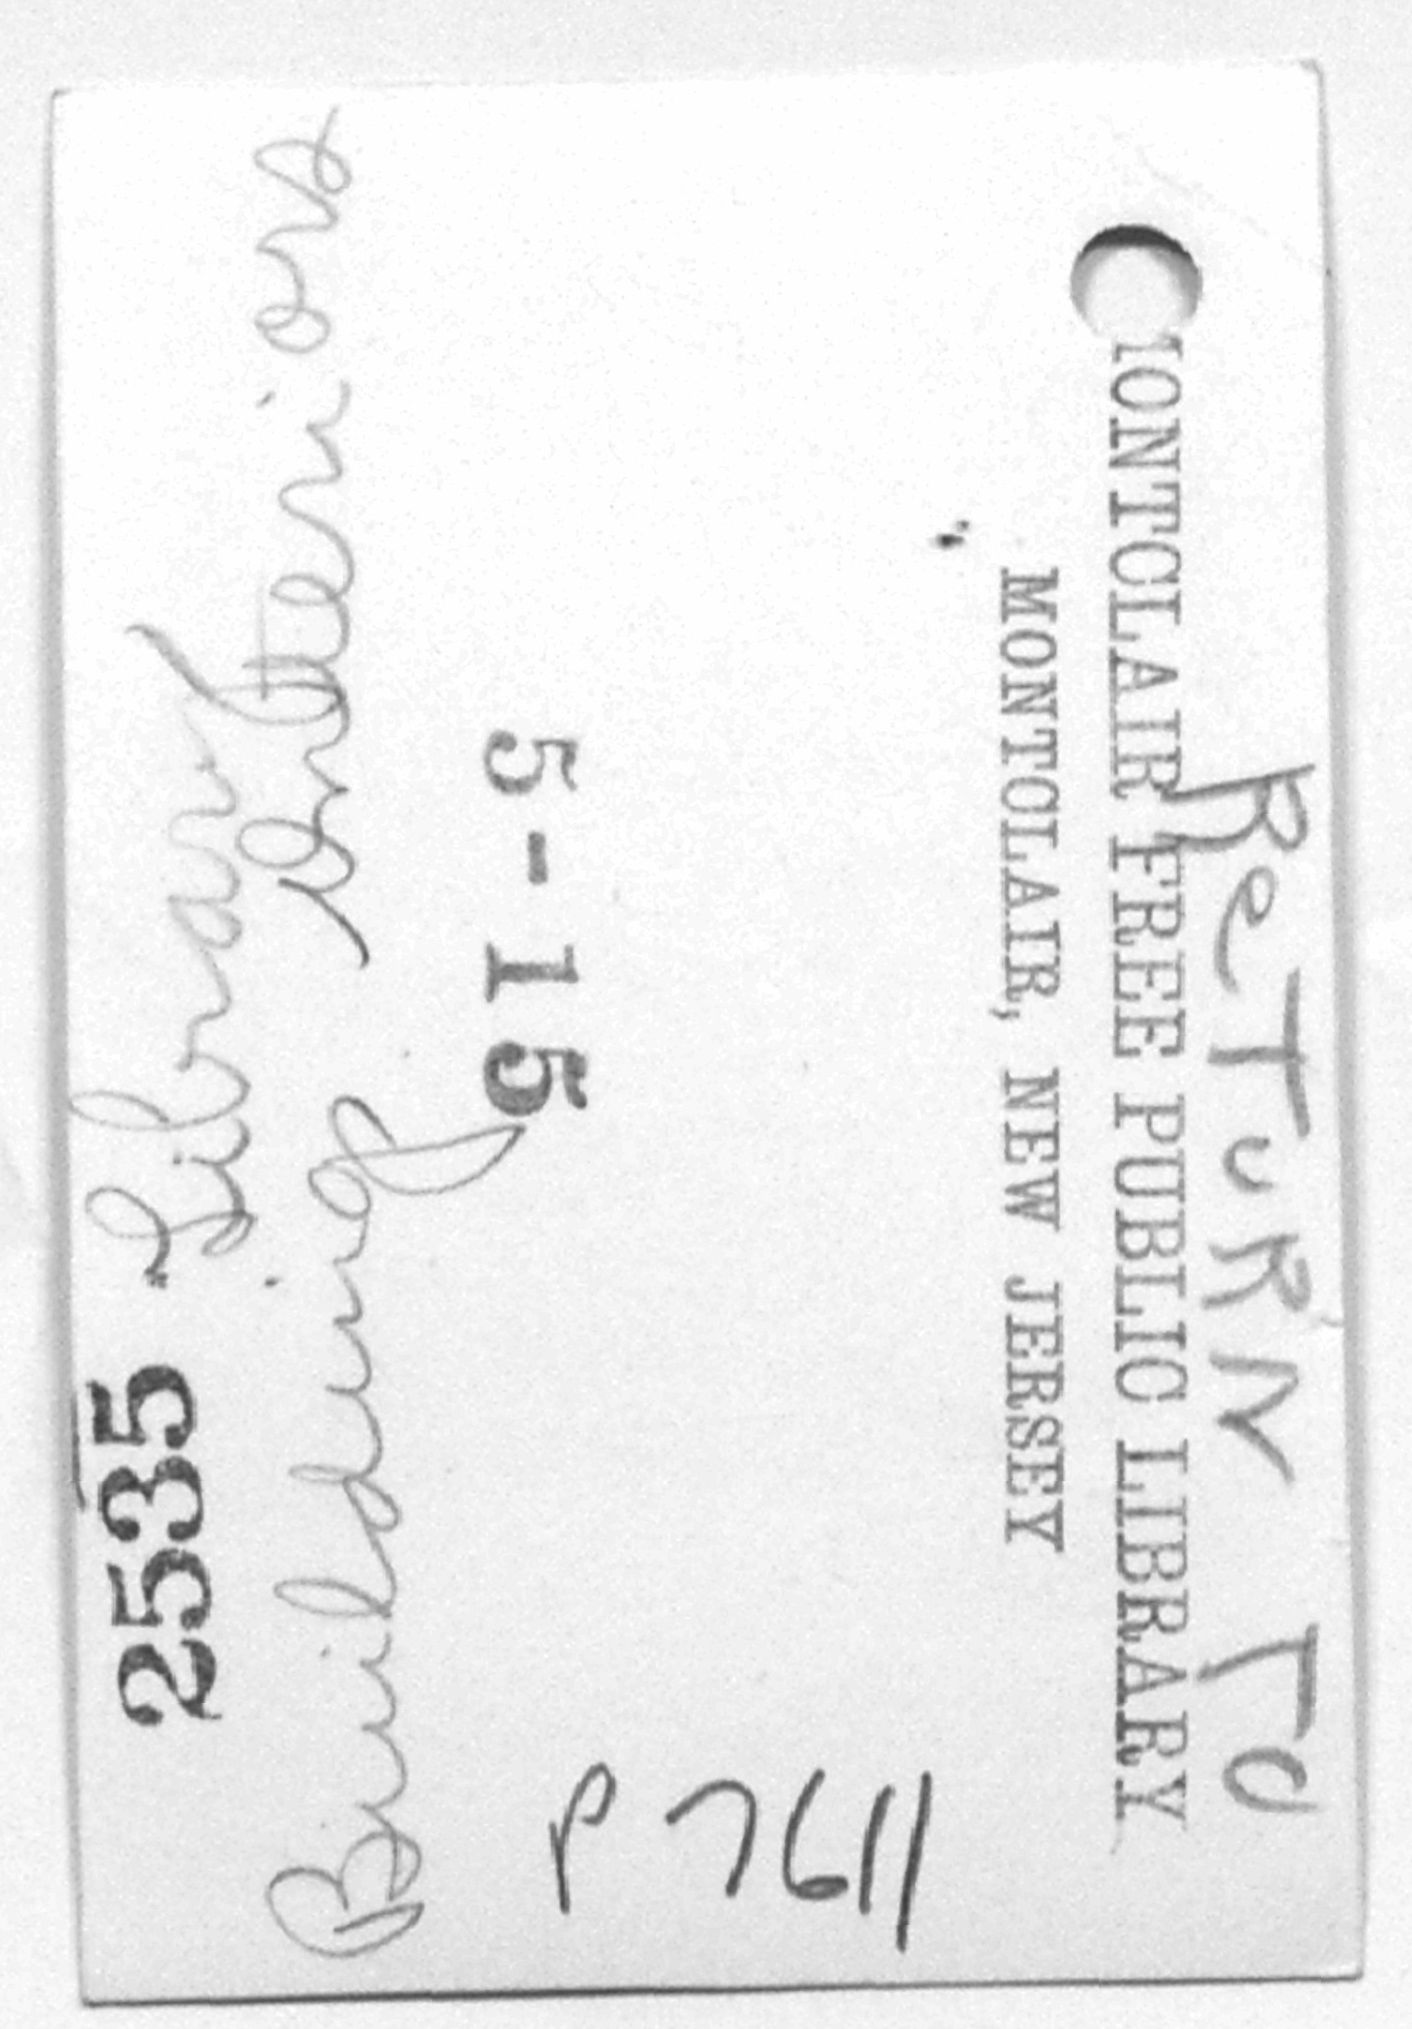 2535 Library
Building Interiors
P 7611
ReTuRN To
MONTCLAIR FREE PUBLIC LIBRARY
MONTCLAIR, NEW JERSEY
5-15